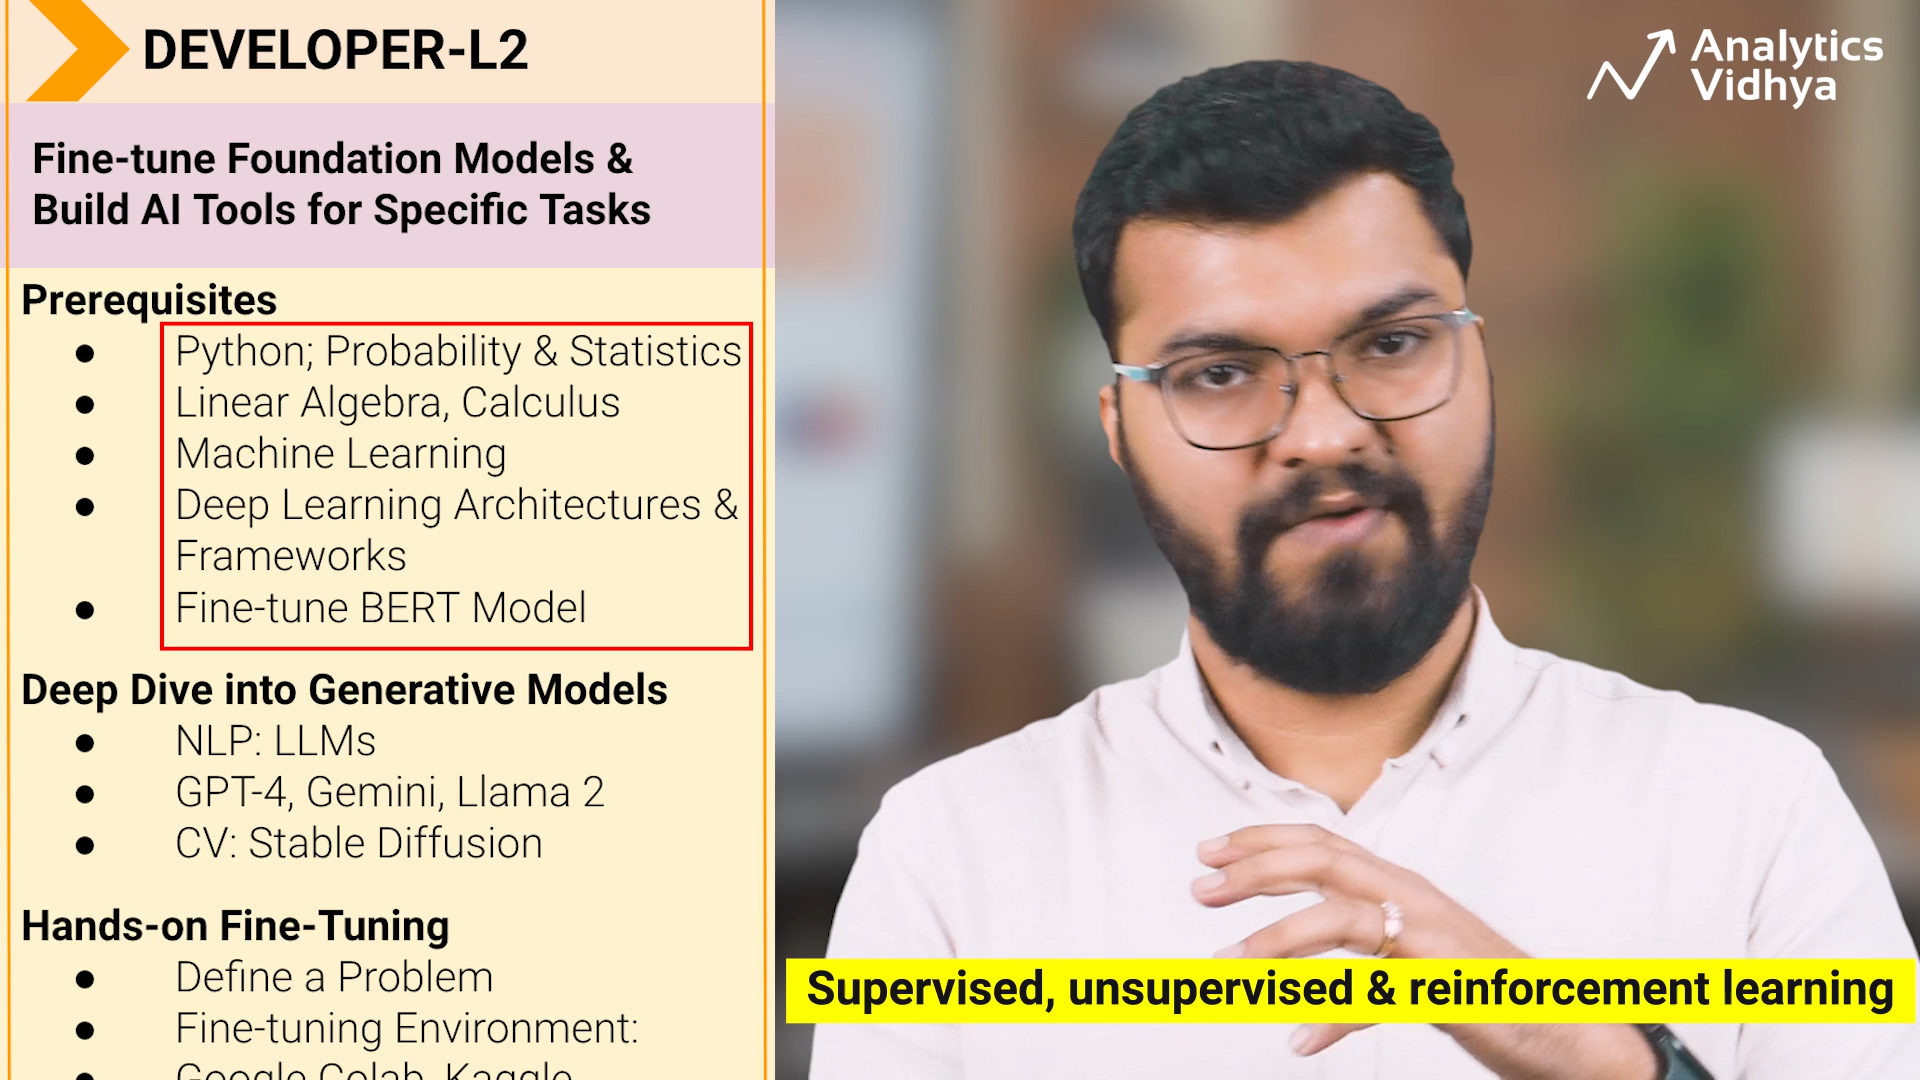 DEVELOPER-L2
Fine-tune Foundation Models &
Build AI Tools for Specific Tasks
Prerequisites
● Python; Probability & Statistics
● Linear Algebra, Calculus
● Machine Learning
● Deep Learning Architectures &
Frameworks
● Fine-tune BERT Model
Deep Dive into Generative Models
● NLP: LLMs
● GPT-4, Gemini, Llama 2
● CV: Stable Diffusion
Hands-on Fine-Tuning
● Define a Problem
● Fine-tuning Environment:
● Google Colab, Kaggle
Analytics
Vidhya
Supervised, unsupervised & reinforcement learning